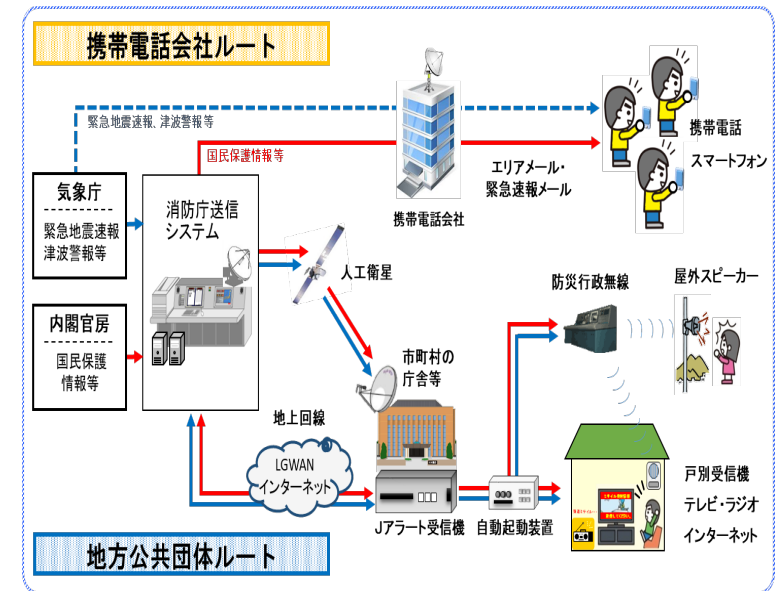 携帯電話会社ルート
緊急地震速報、津波警報等
国民保護情報等
携帯電話
スマートフォン
エリアメール・
緊急速報メール
携帯電話会社
気象庁
緊急地震速報
津波警報等
消防庁送信
システム
人工衛星
内閣官房
国民保護
情報等
防災行政無線
屋外スピーカー
市町村の
庁舎等
地上回線
LGWAN
インターネット
Jアラート受信機
自動起動装置
戸別受信機
テレビ・ラジオ
インターネット
地方公共団体ルート